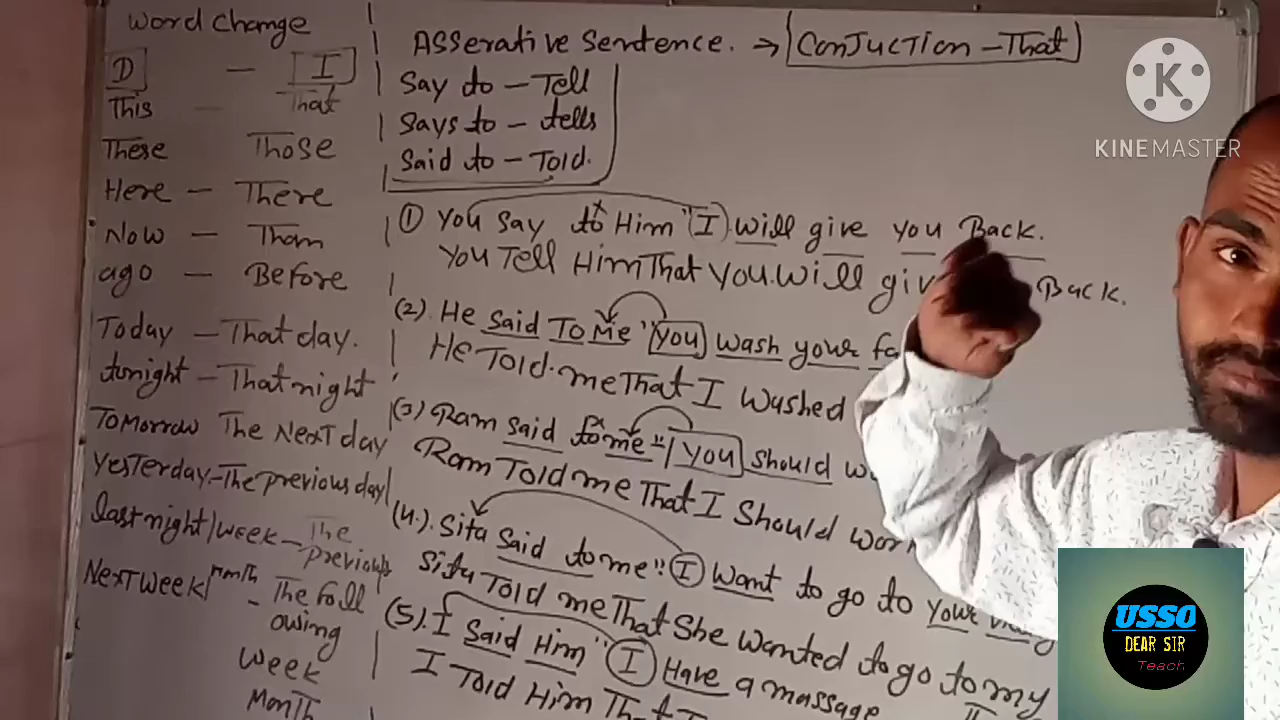 Word Change
D — I
This — That
These Those
Here — There
Now — Than
ago — Before
Today — That day.
tonight — That night
Tomorrow The Next day
Yesterday — The previous day
last night/week — The previous
Next week/month — The foll
owing
Week
Month
Asserative Sentence. → Conjuction – That
Say to – Tell
Says to – tells
Said to – Told.
① You Say to Him "I will give you Back.
You Tell Him That you will giv Back.
(2). He Said To Me "you wash your fa
He Told. me That I washed
(3) Ram said to me "you should w
Ram Told me That I Should wor
(4.). Sita Said to me "I want to go to your
Sita Told me That She wanted to go to my
(5). I Said Him "I Have a massage
I Told Him That
KINEMASTER
USSO
DEAR SIR
Teach